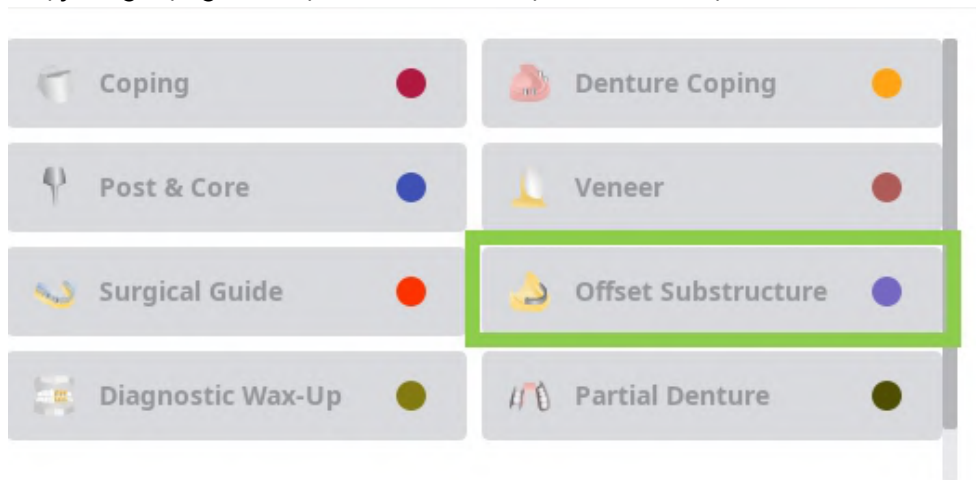 Coping
Denture Coping
Post & Core
Veneer
Surgical Guide
Offset Substructure
Diagnostic Wax-Up
Partial Denture